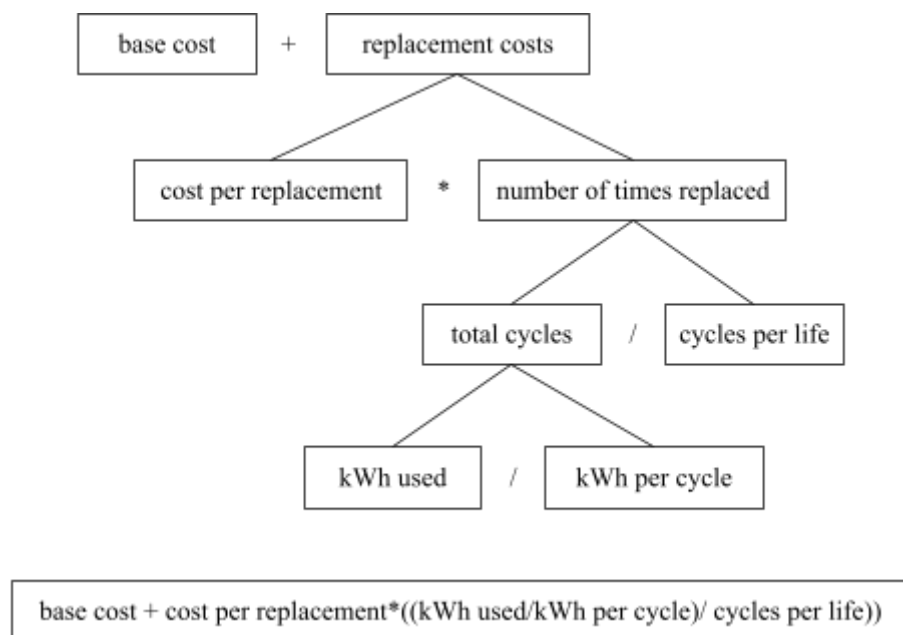 base cost + replacement costs
cost per replacement * number of times replaced
total cycles / cycles per life
kWh used / kWh per cycle
base cost + cost per replacement*((kWh used/kWh per cycle)/ cycles per life))